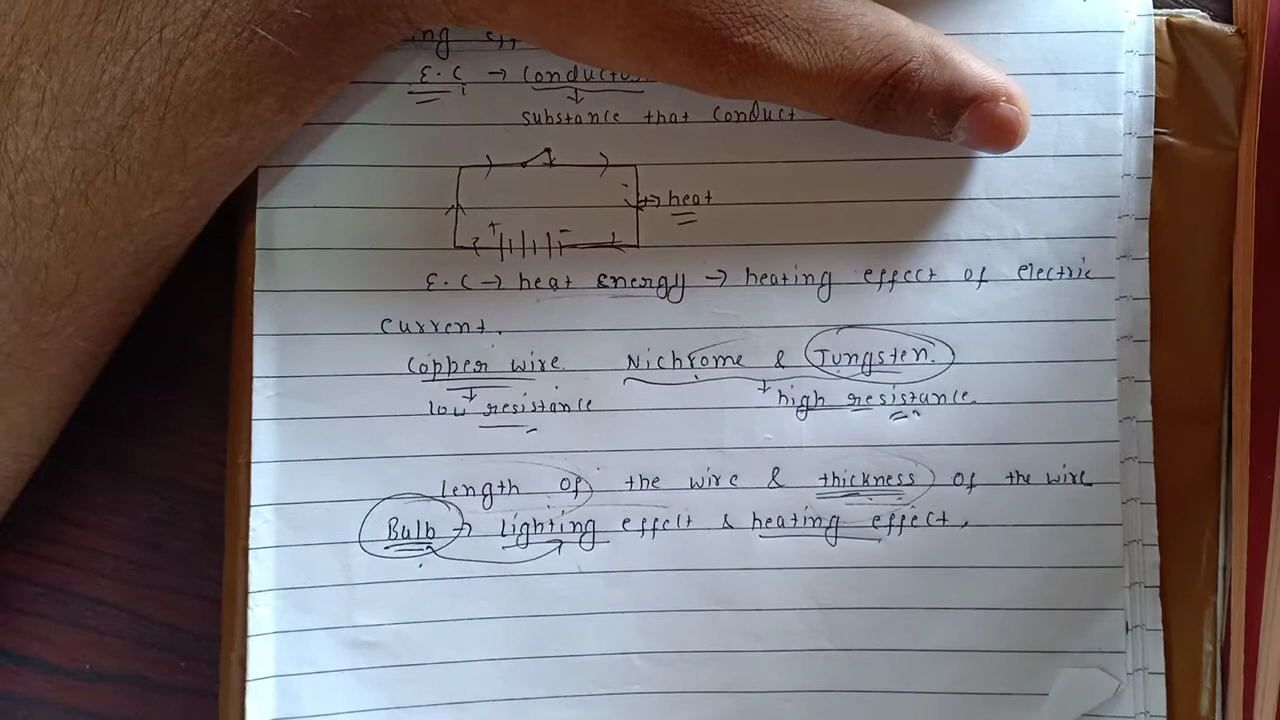 E.C → Conductor
substance that conduct
+ -
→ heat
E.C → heat energy → heating effect of electric
current.
Copper wire. Nichrome & Tungsten.
low resistance high resistance.
length of the wire & thickness of the wire
Bulb → Lighting effect & heating effect,